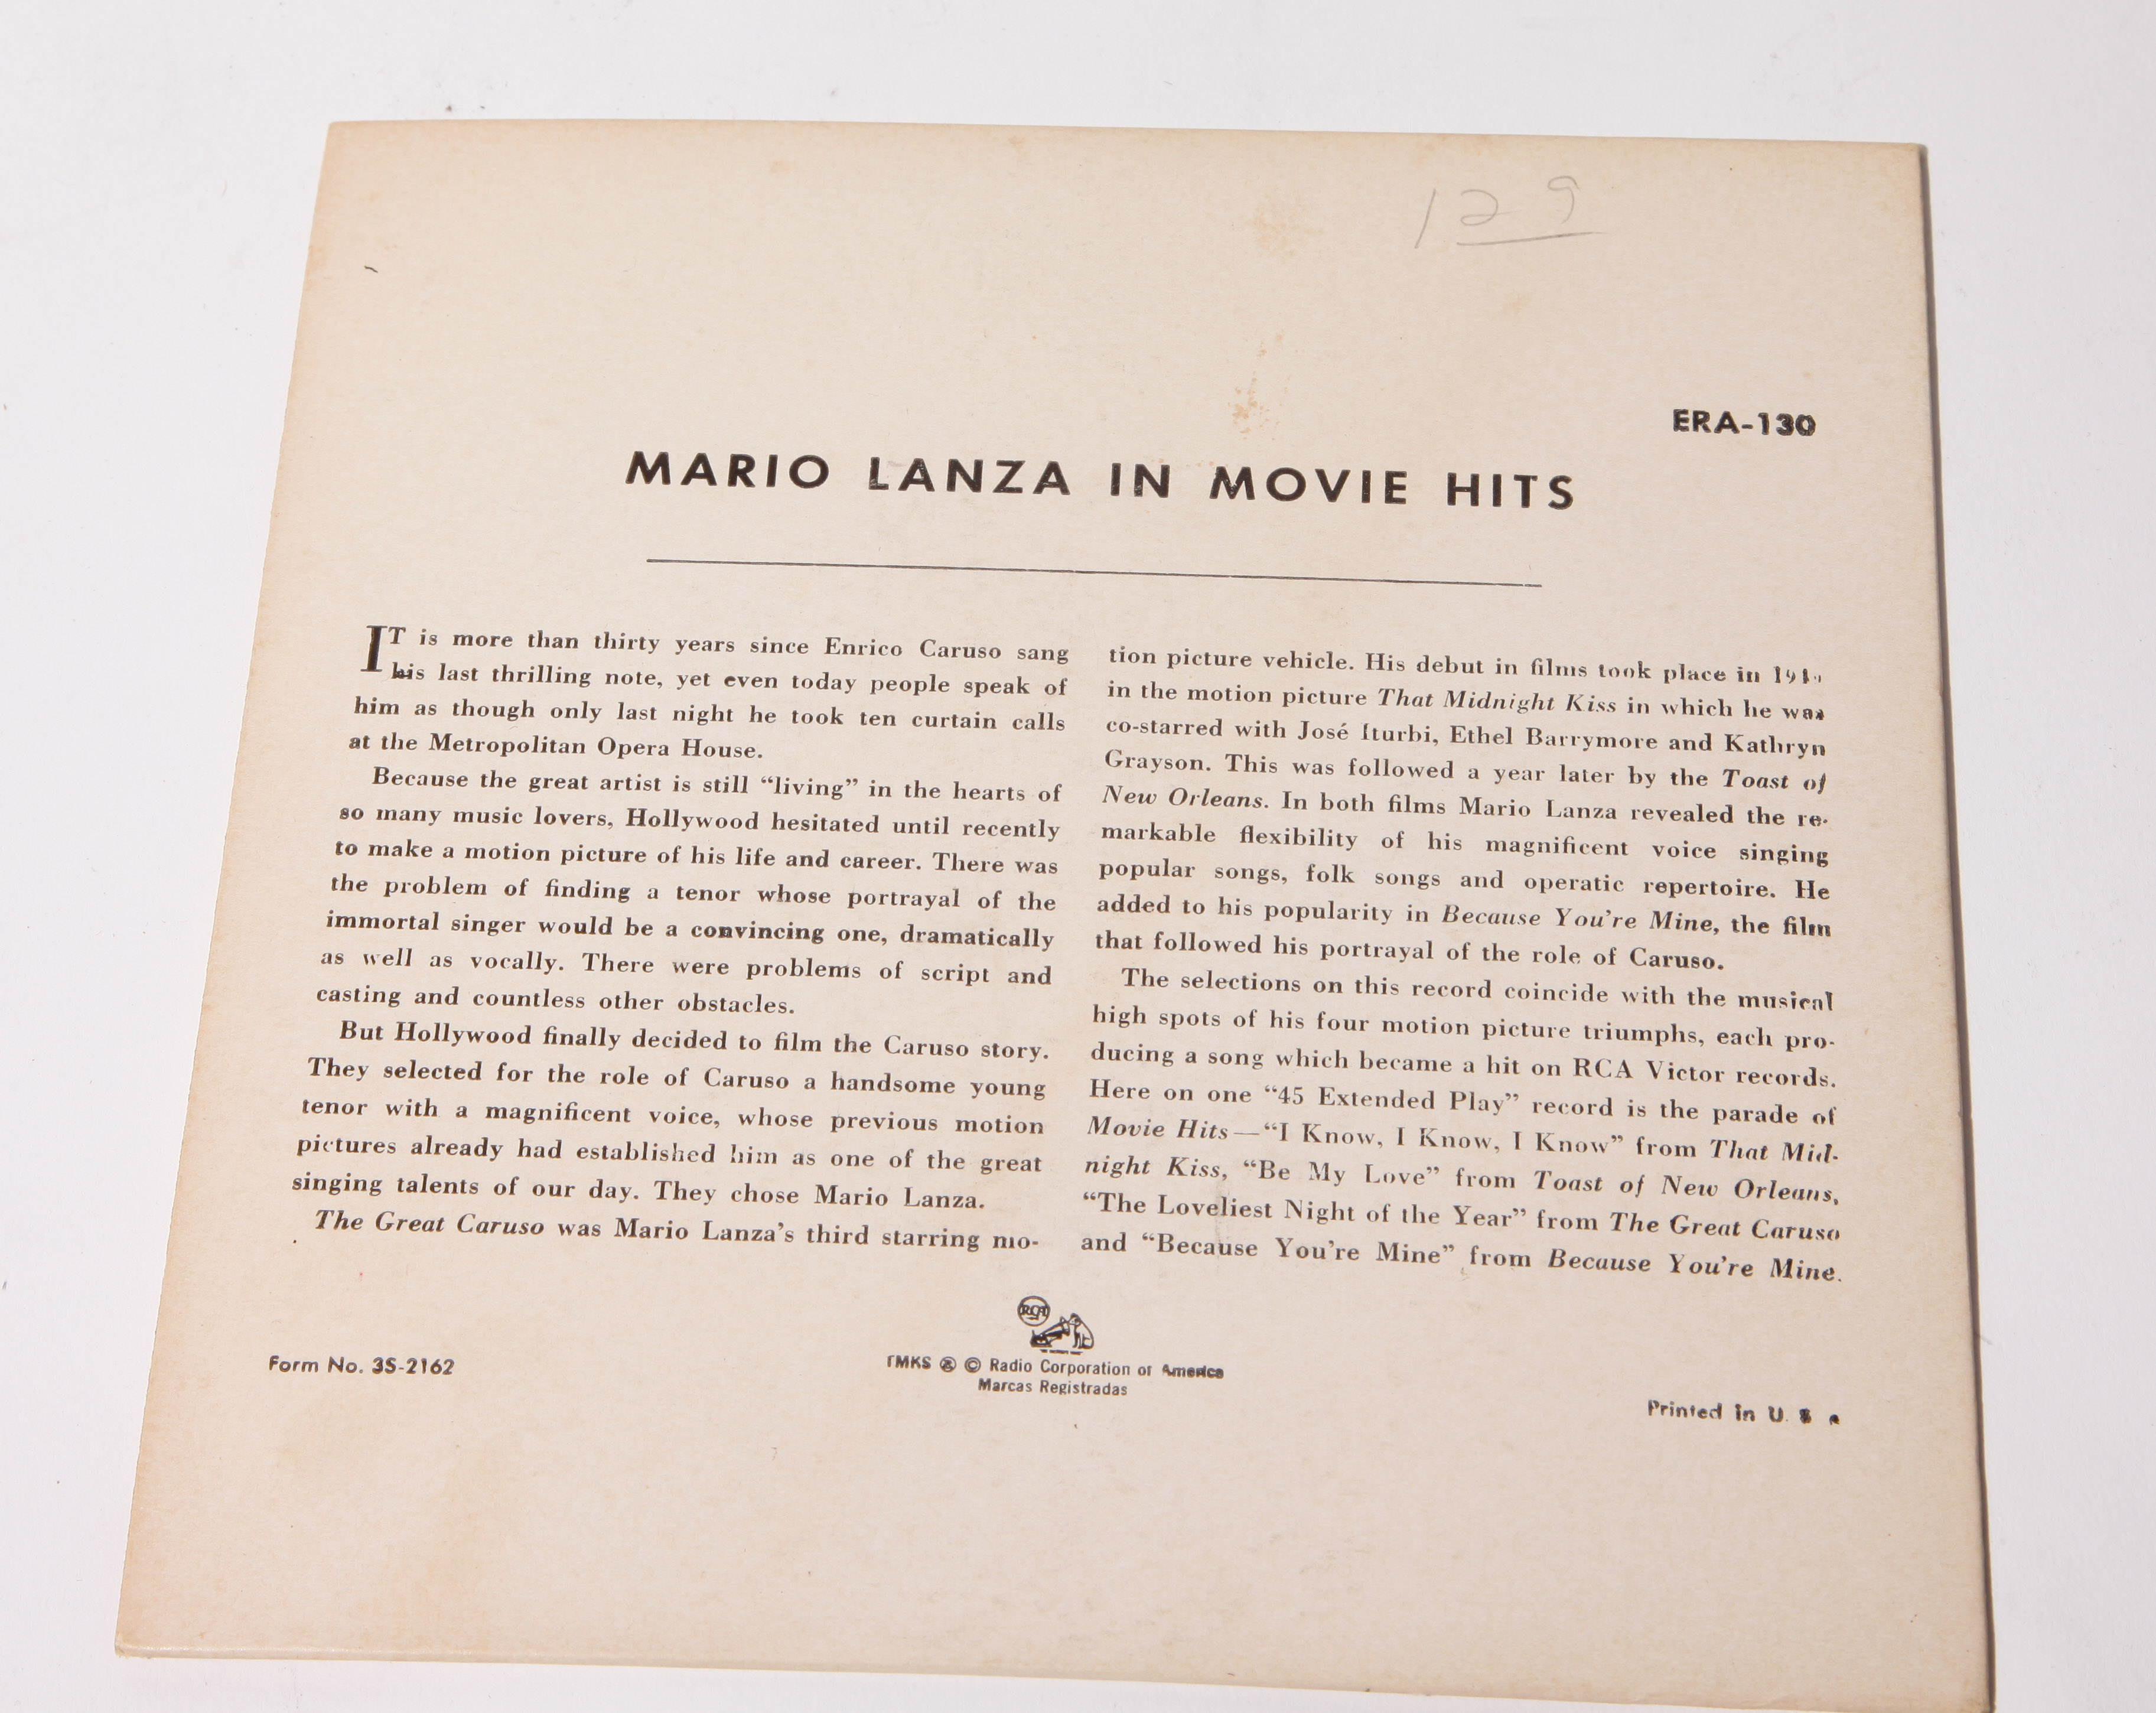 129
ERA-130
MARIO LANZA IN MOVIE HITS
IT is more than thirty years since Enrico Caruso sang
his last thrilling note, yet even today people speak of
him as though only last night he took ten curtain calls
at the Metropolitan Opera House.
Because the great artist is still “living” in the hearts of
so many music lovers, Hollywood hesitated until recently
to make a motion picture of his life and career. There was
the problem of finding a tenor whose portrayal of the
immortal singer would be a convincing one, dramatically
as well as vocally. There were problems of script and
casting and countless other obstacles.
But Hollywood finally decided to film the Caruso story.
They selected for the role of Caruso a handsome young
tenor with a magnificent voice, whose previous motion
pictures already had established him as one of the great
singing talents of our day. They chose Mario Lanza.
The Great Caruso was Mario Lanza’s third starring mo-
tion picture vehicle. His debut in films took place in
in the motion picture That Midnight Kiss in which he was
co-starred with José Iturbi, Ethel Barrymore and Kathryn
Grayson. This was followed a year later by the Toast of
New Orleans. In both films Mario Lanza revealed the re-
markable flexibility of his magnificent voice singing
popular songs, folk songs and operatic repertoire. He
added to his popularity in Because You’re Mine, the film
that followed his portrayal of the role of Caruso.
The selections on this record coincide with the musical
high spots of his four motion picture triumphs, each pro-
ducing a song which became a hit on RCA Victor records.
Here on one “45 Extended Play” record is the parade of
Movie Hits—“I Know, I Know, I Know” from That Mid-
night Kiss, “Be My Love” from Toast of New Orleans,
“The Loveliest Night of the Year” from The Great Caruso
and “Because You’re Mine” from Because You’re Mine.
RCA
Form No. 3S-2162
TMKS ® © Radio Corporation of America
Marcas Registradas
Printed in U. S